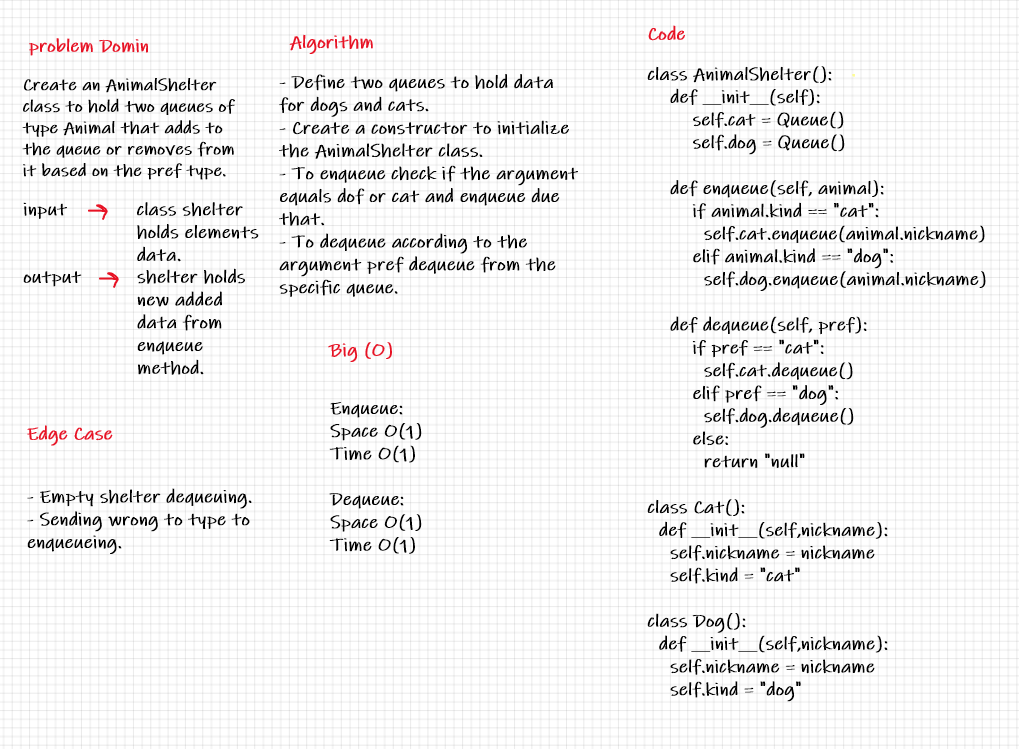 problem Domin
Create an AnimalShelter
class to hold two queues of
type Animal that adds to
the queue or removes from
it based on the pref type.
input → class shelter
holds elements
data.
output → shelter holds
new added
data from
enqueue
method.
Edge Case
- Empty shelter dequeuing.
- Sending wrong to type to
enqueueing.
Algorithm
- Define two queues to hold data
for dogs and cats.
- Create a constructor to initialize
the AnimalShelter class.
- To enqueue check if the argument
equals dof or cat and enqueue due
that.
- To dequeue according to the
argument pref dequeue from the
specific queue.
Big (O)
Enqueue:
Space O(1)
Time O(1)
Dequeue:
Space O(1)
Time O(1)
Code
class AnimalShelter():
def __init__(self):
self.cat = Queue()
self.dog = Queue()
def enqueue(self, animal):
if animal.kind == "cat":
self.cat.enqueue(animal.nickname)
elif animal.kind == "dog":
self.dog.enqueue(animal.nickname)
def dequeue(self, pref):
if pref == "cat":
self.cat.dequeue()
elif pref == "dog":
self.dog.dequeue()
else:
return "null"
class Cat():
def __init__(self,nickname):
self.nickname = nickname
self.kind = "cat"
class Dog():
def __init__(self,nickname):
self.nickname = nickname
self.kind = "dog"